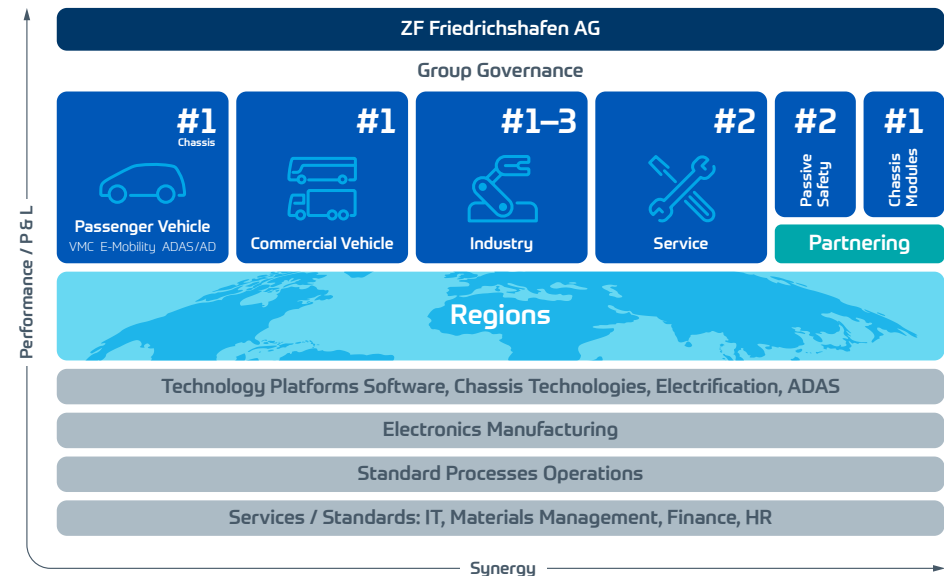 ZF Friedrichshafen AG
Group Governance
#1
Chassis
Passenger Vehicle
VMC E-Mobility ADAS/AD
#1
Commercial Vehicle
#1–3
Industry
#2
Service
#2
Passive
Safety
#1
Chassis
Modules
Partnering
Regions
Technology Platforms Software, Chassis Technologies, Electrification, ADAS
Electronics Manufacturing
Standard Processes Operations
Services / Standards: IT, Materials Management, Finance, HR
Performance / P & L
Synergy